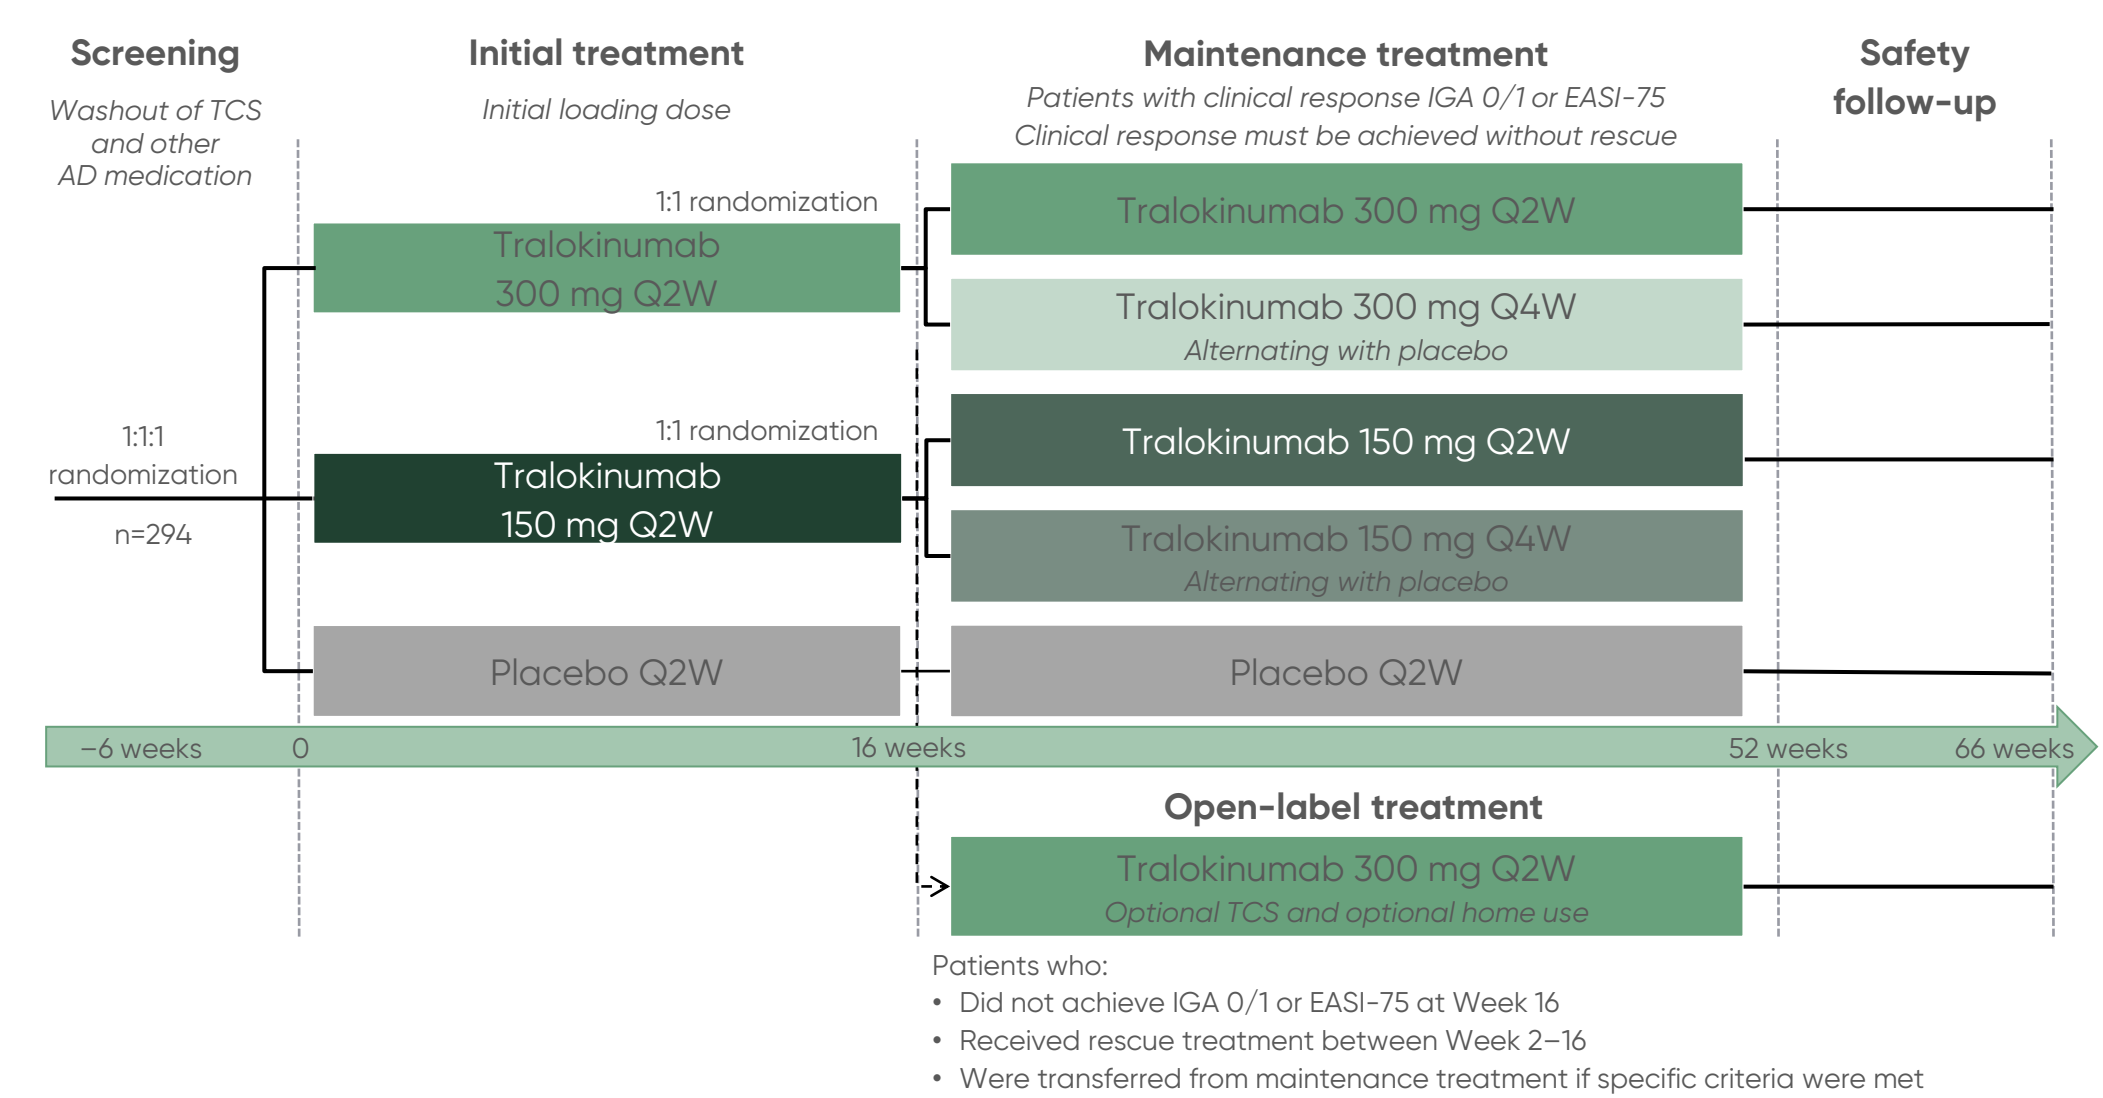 Screening
Washout of TCS
and other
AD medication
1:1:1
randomization
n=294
Initial treatment
Initial loading dose
1:1 randomization
Tralokinumab
300 mg Q2W
1:1 randomization
Tralokinumab
150 mg Q2W
Placebo Q2W
Maintenance treatment
Patients with clinical response IGA 0/1 or EASI-75
Clinical response must be achieved without rescue
Tralokinumab 300 mg Q2W
Tralokinumab 300 mg Q4W
Alternating with placebo
Tralokinumab 150 mg Q2W
Tralokinumab 150 mg Q4W
Alternating with placebo
Placebo Q2W
Safety
follow-up
–6 weeks
0
16 weeks
52 weeks
66 weeks
Open-label treatment
Tralokinumab 300 mg Q2W
Optional TCS and optional home use
Patients who:
• Did not achieve IGA 0/1 or EASI-75 at Week 16
• Received rescue treatment between Week 2–16
• Were transferred from maintenance treatment if specific criteria were met